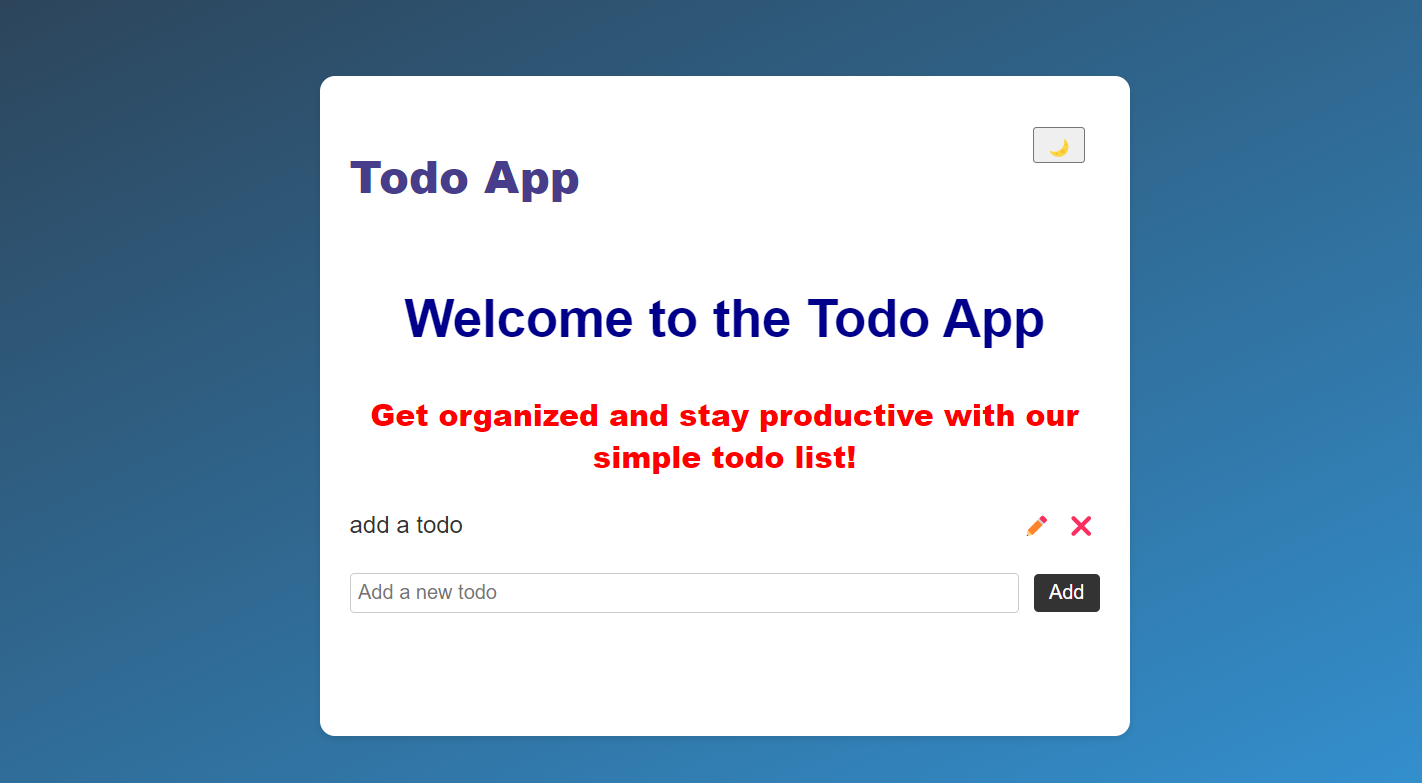 Todo App
Welcome to the Todo App
Get organized and stay productive with our
simple todo list!
add a todo
Add a new todo
Add